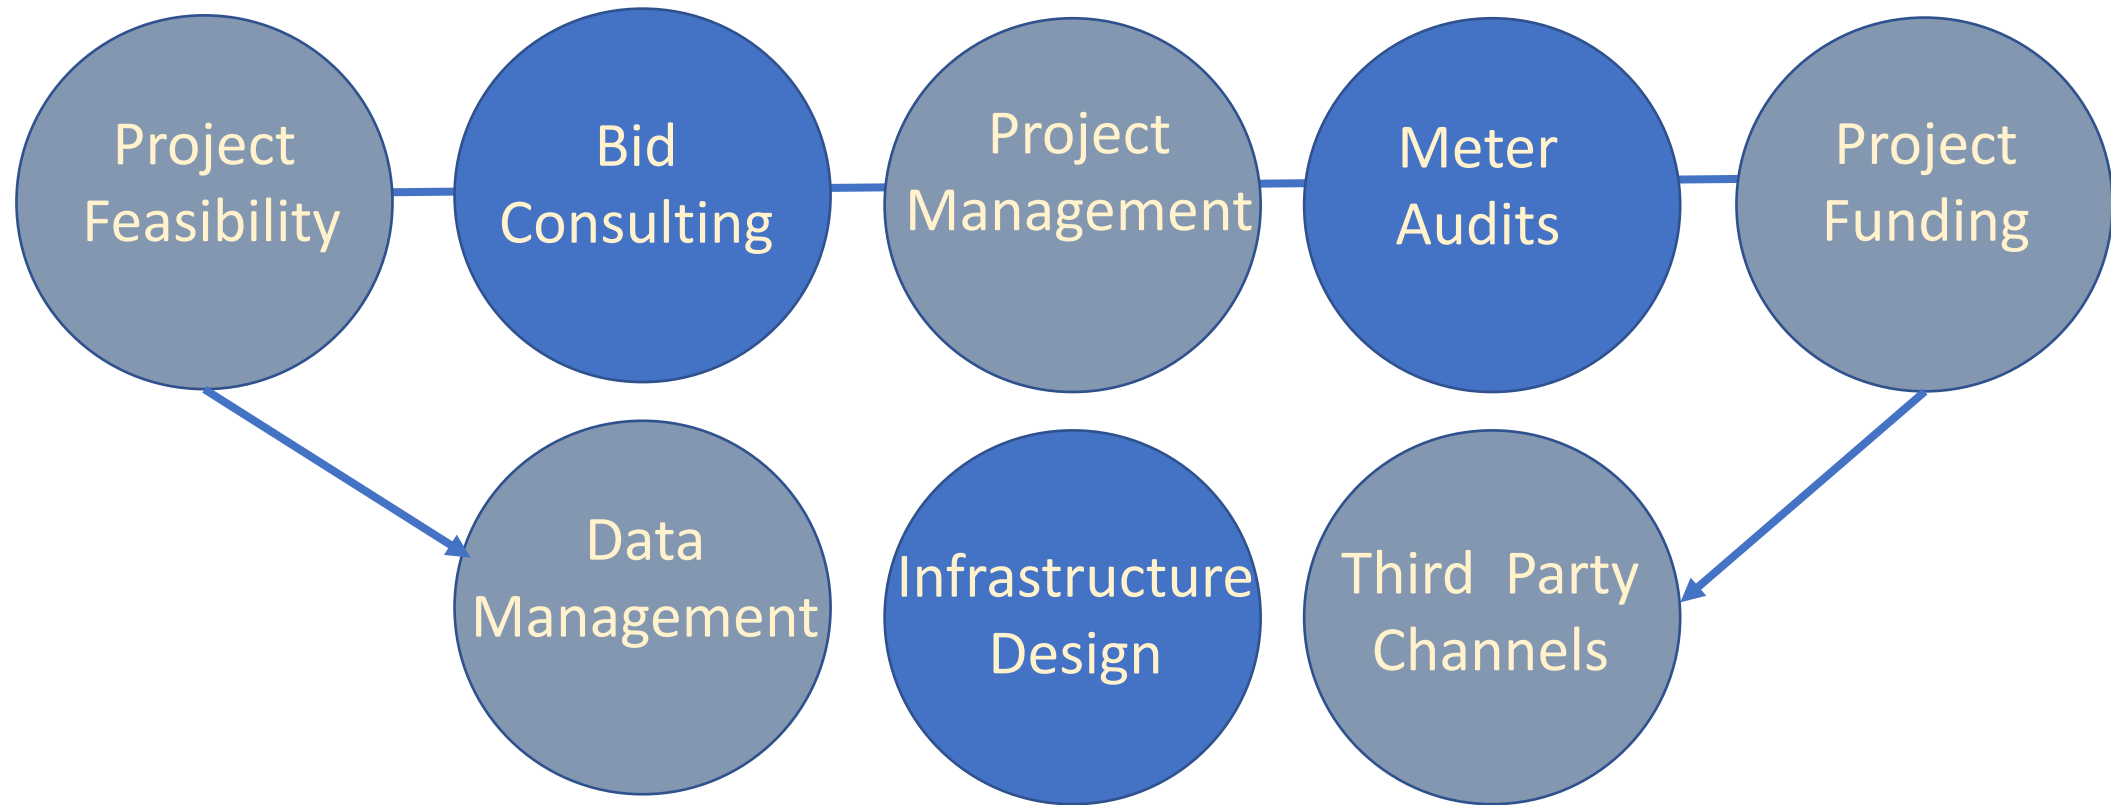 Project
Feasibility
Bid
Consulting
Project
Management
Meter
Audits
Project
Funding
Data
Management
Infrastructure
Design
Third  Party
Channels